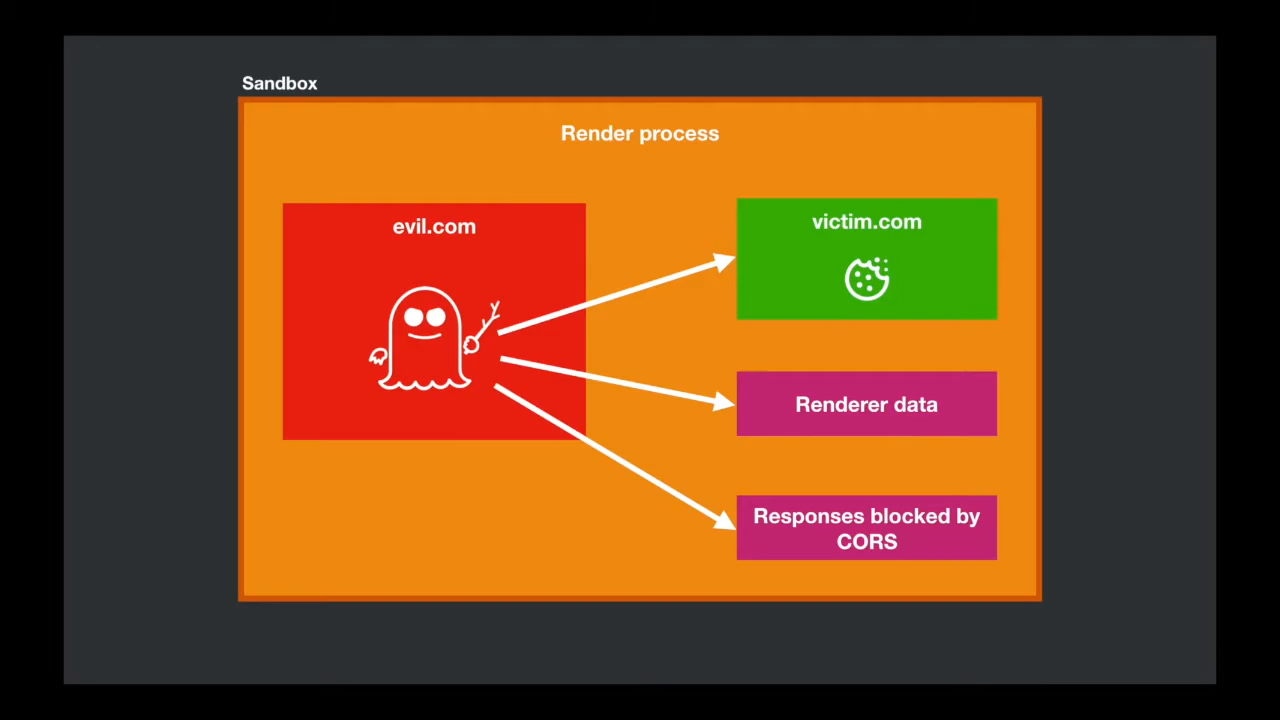 Sandbox
Render process
evil.com
victim.com
Renderer data
Responses blocked by
CORS